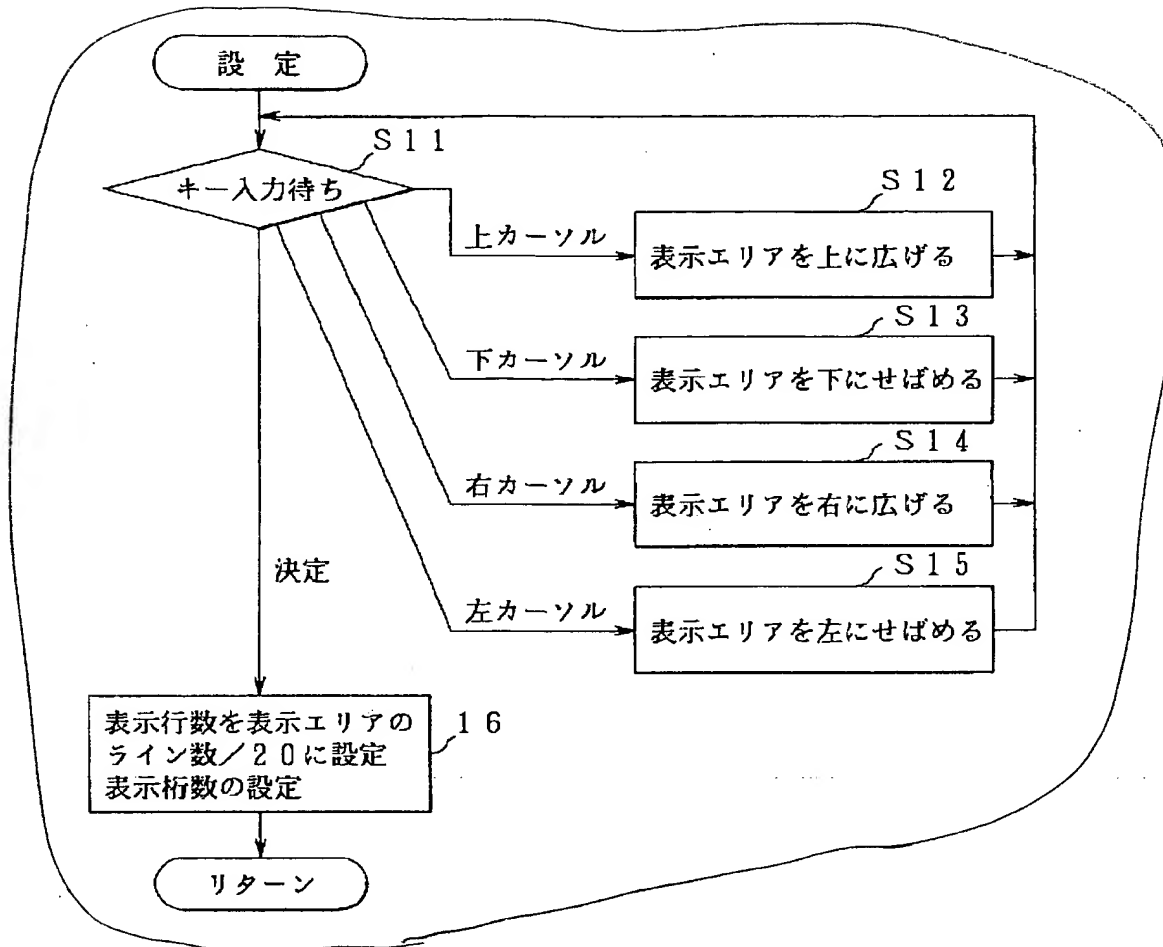 設 定
S11
キー入力待ち
S12
上カーソル
表示エリアを上に広げる
S13
下カーソル
表示エリアを下にせばめる
S14
右カーソル
表示エリアを右に広げる
S15
左カーソル
表示エリアを左にせばめる
決定
表示行数を表示エリアの
ライン数/20に設定
表示桁数の設定
16
リターン